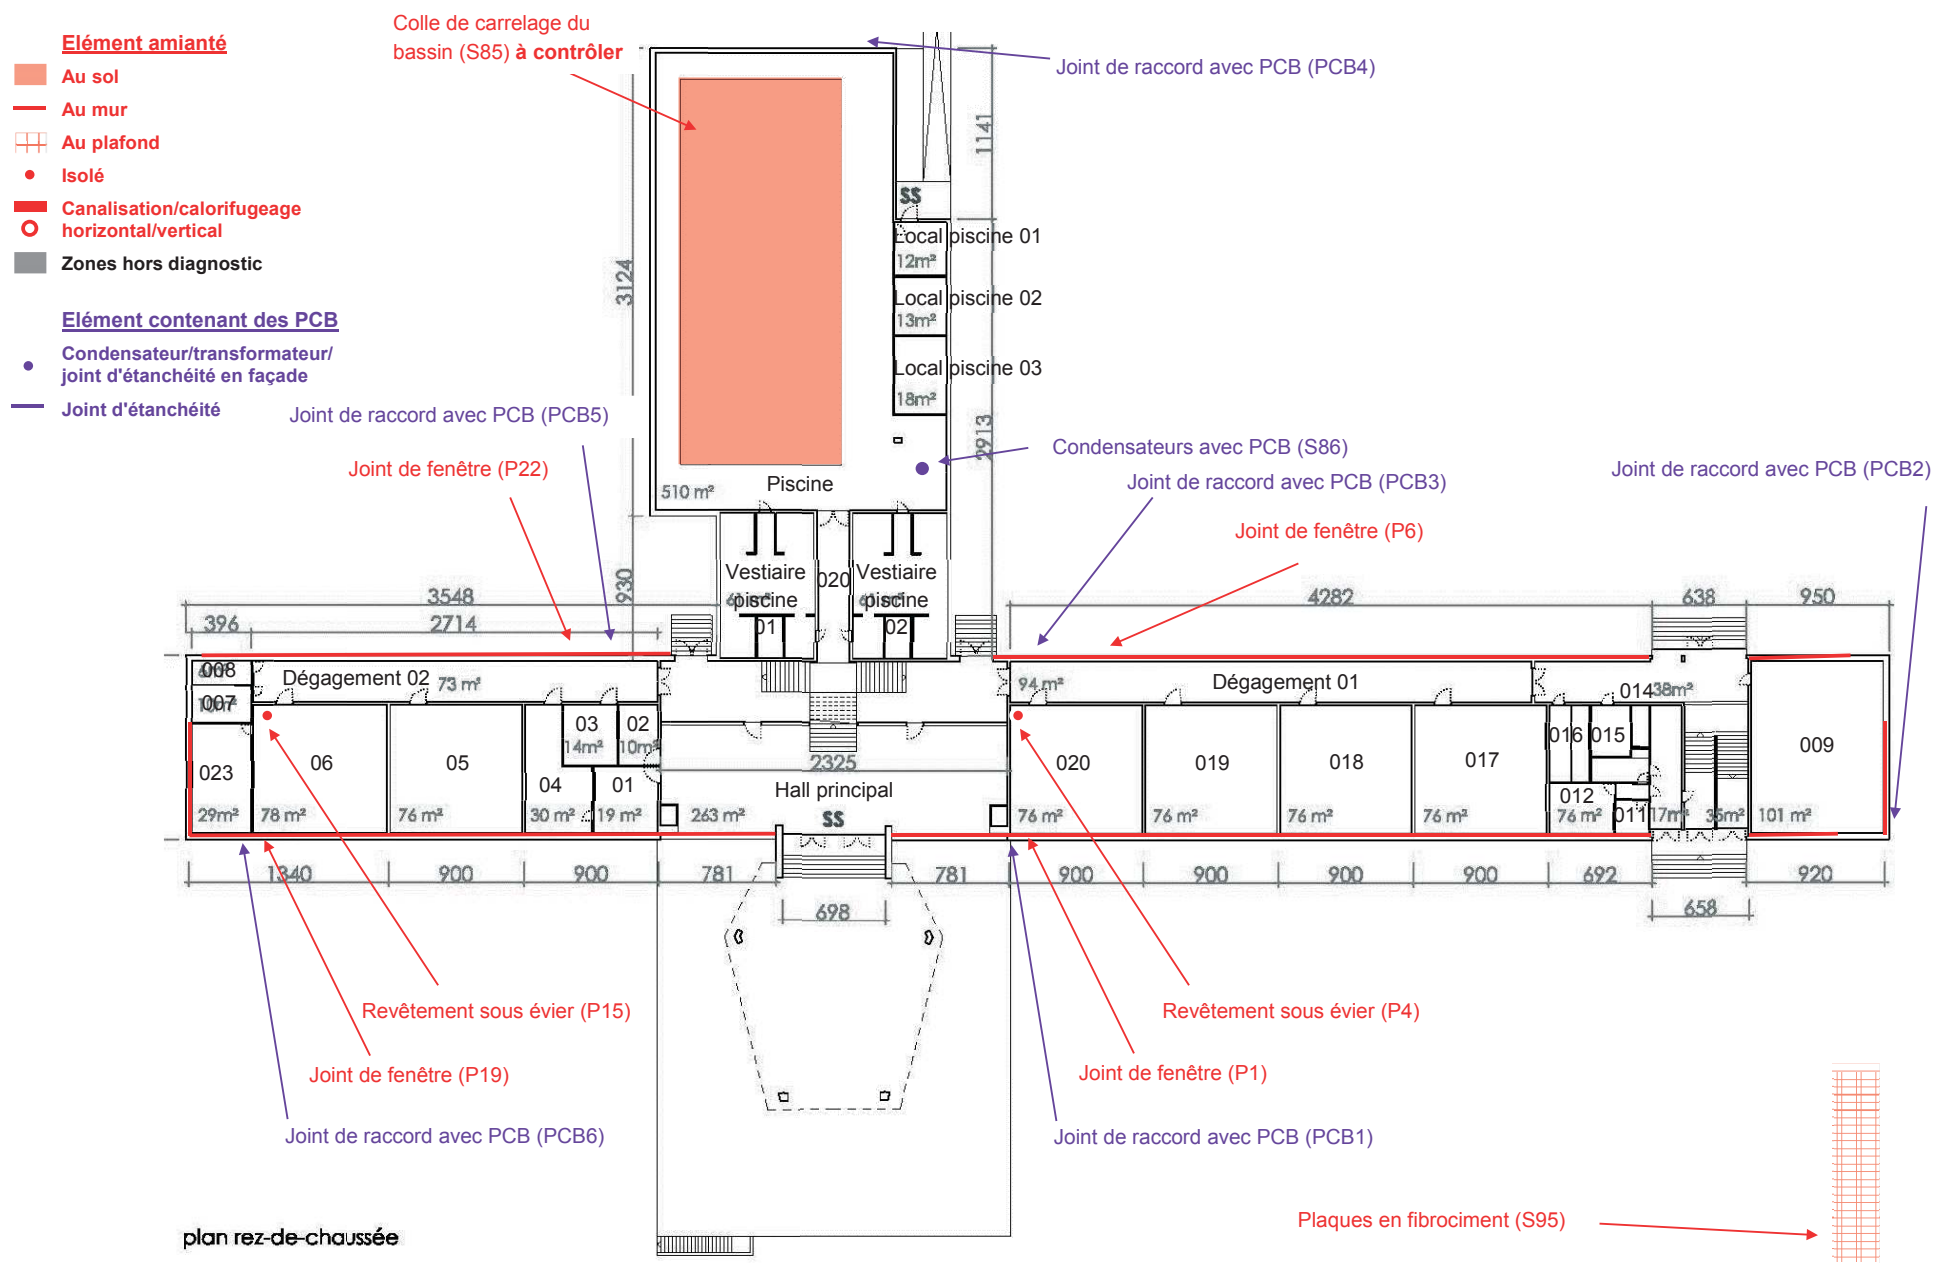 Elément amianté
Au sol
Au mur
Au plafond
Isolé
Canalisation/calorifugeage
horizontal/vertical
Zones hors diagnostic
Elément contenant des PCB
Condensateur/transformateur/
joint d'étanchéité en façade
Joint d'étanchéité
Colle de carrelage du
bassin (S85) à contrôler
Joint de raccord avec PCB (PCB4)
1141
SS
Local piscine 01
12m²
Local piscine 02
13m²
Local piscine 03
18m²
3124
2913
Joint de raccord avec PCB (PCB5)
Joint de fenêtre (P22)
Condensateurs avec PCB (S86)
Joint de raccord avec PCB (PCB3)
Joint de raccord avec PCB (PCB2)
Joint de fenêtre (P6)
Piscine
510 m²
930
Vestiaire
piscine
01
020
Vestiaire
piscine
02
3548
396
2714
4282
638
950
008
007
10m²
Dégagement 02
73 m²
94 m²
Dégagement 01
014
38m²
023
29m²
06
78 m²
05
76 m²
04
30 m²
03
14m²
02
10m²
01
19 m²
2325
Hall principal
263 m²
SS
020
76 m²
019
76 m²
018
76 m²
017
76 m²
016
015
012
76 m²
011
17m²
35m²
009
101 m²
1340
900
900
781
698
781
900
900
900
900
692
658
920
Revêtement sous évier (P15)
Joint de fenêtre (P19)
Joint de raccord avec PCB (PCB6)
Revêtement sous évier (P4)
Joint de fenêtre (P1)
Joint de raccord avec PCB (PCB1)
Plaques en fibrociment (S95)
plan rez-de-chaussée